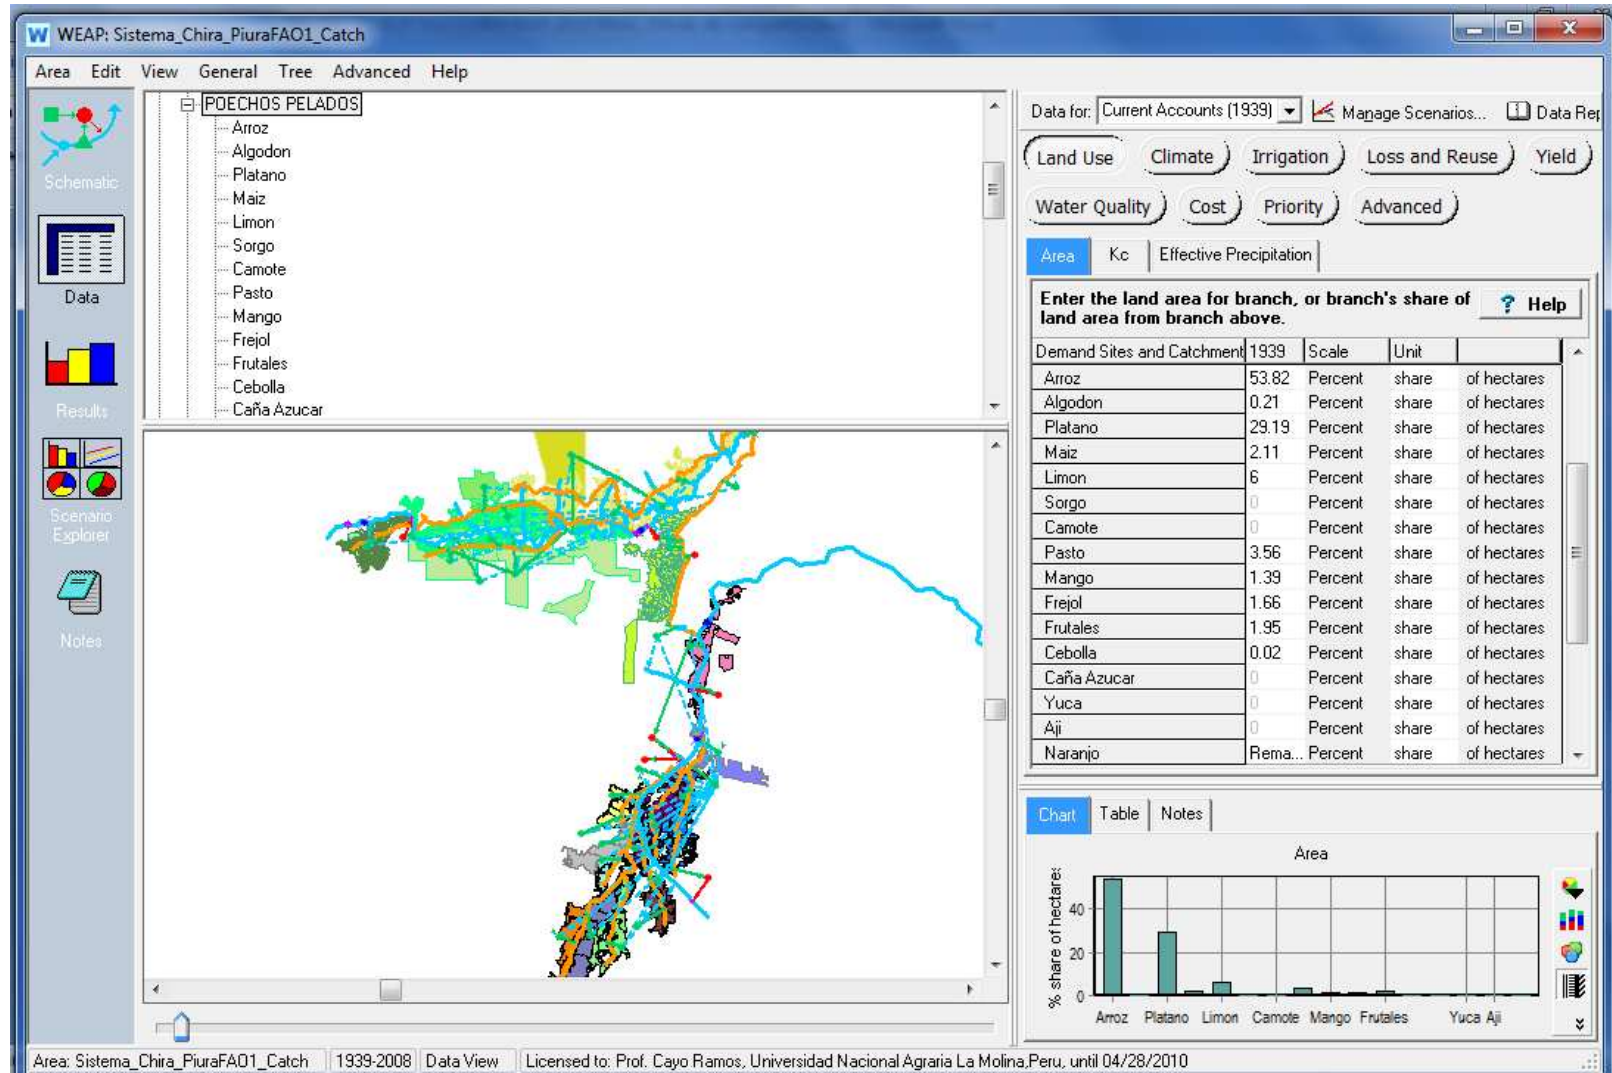 WEAP: Sistema_Chira_PiuraFAO1_Catch
Area Edit View General Tree Advanced Help
Schematic
Data
Results
Scenario
Explorer
Notes
POECHOS PELADOS
Arroz
Algodon
Platano
Maiz
Limon
Sorgo
Camote
Pasto
Mango
Frejol
Frutales
Cebolla
Caña Azucar
Data for: Current Accounts (1939) Manage Scenarios... Data Rep
Land Use Climate Irrigation Loss and Reuse Yield
Water Quality Cost Priority Advanced
Area Kc Effective Precipitation
Enter the land area for branch, or branch's share of
land area from branch above.
? Help
Demand Sites and Catchment 1939 Scale Unit
Arroz 53.82 Percent share of hectares
Algodon 0.21 Percent share of hectares
Platano 29.19 Percent share of hectares
Maiz 2.11 Percent share of hectares
Limon 6 Percent share of hectares
Sorgo 0 Percent share of hectares
Camote 0 Percent share of hectares
Pasto 3.56 Percent share of hectares
Mango 1.39 Percent share of hectares
Frejol 1.66 Percent share of hectares
Frutales 1.95 Percent share of hectares
Cebolla 0.02 Percent share of hectares
Caña Azucar 0 Percent share of hectares
Yuca 0 Percent share of hectares
Aji 0 Percent share of hectares
Naranjo Rema... Percent share of hectares
Chart Table Notes
Area
% share of hectares
40
20
0
Arroz Platano Limon Camote Mango Frutales Yuca Aji
Area: Sistema_Chira_PiuraFAO1_Catch 1939-2008 Data View Licensed to: Prof. Cayo Ramos, Universidad Nacional Agraria La Molina,Peru, until 04/28/2010